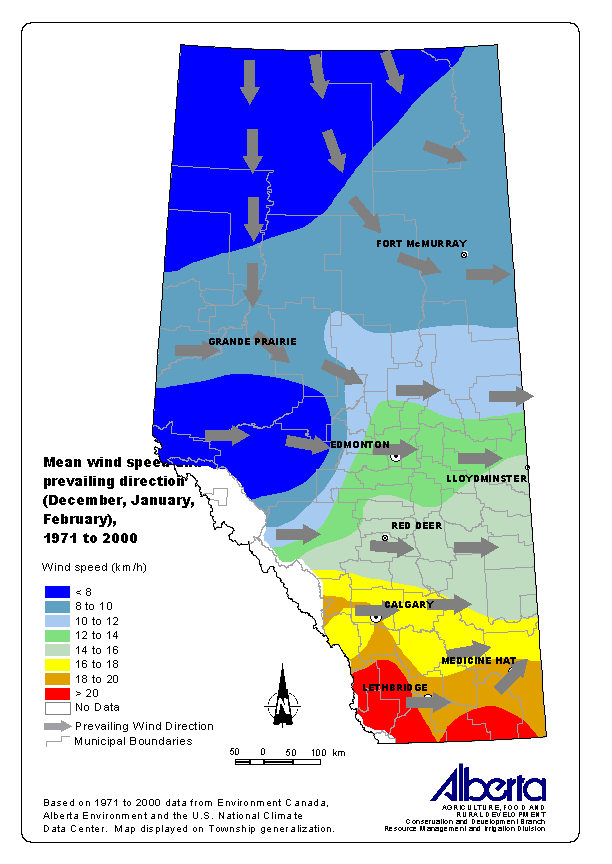 FORT McMURRAY
GRANDE PRAIRIE
EDMONTON
LLOYDMINSTER
RED DEER
CALGARY
MEDICINE HAT
LETHBRIDGE
Mean wind speed and
prevailing direction
(December, January,
February),
1971 to 2000
Wind speed (km/h)
< 8
8 to 10
10 to 12
12 to 14
14 to 16
16 to 18
18 to 20
> 20
No Data
Prevailing Wind Direction
Municipal Boundaries
50 0 50 100 km
Based on 1971 to 2000 data from Environment Canada,
Alberta Environment and the U.S. National Climate
Data Center. Map displayed on Township generalization.
Alberta
AGRICULTURE, FOOD AND
RURAL DEVELOPMENT
Conservation and Development Branch
Resource Management and Irrigation Division